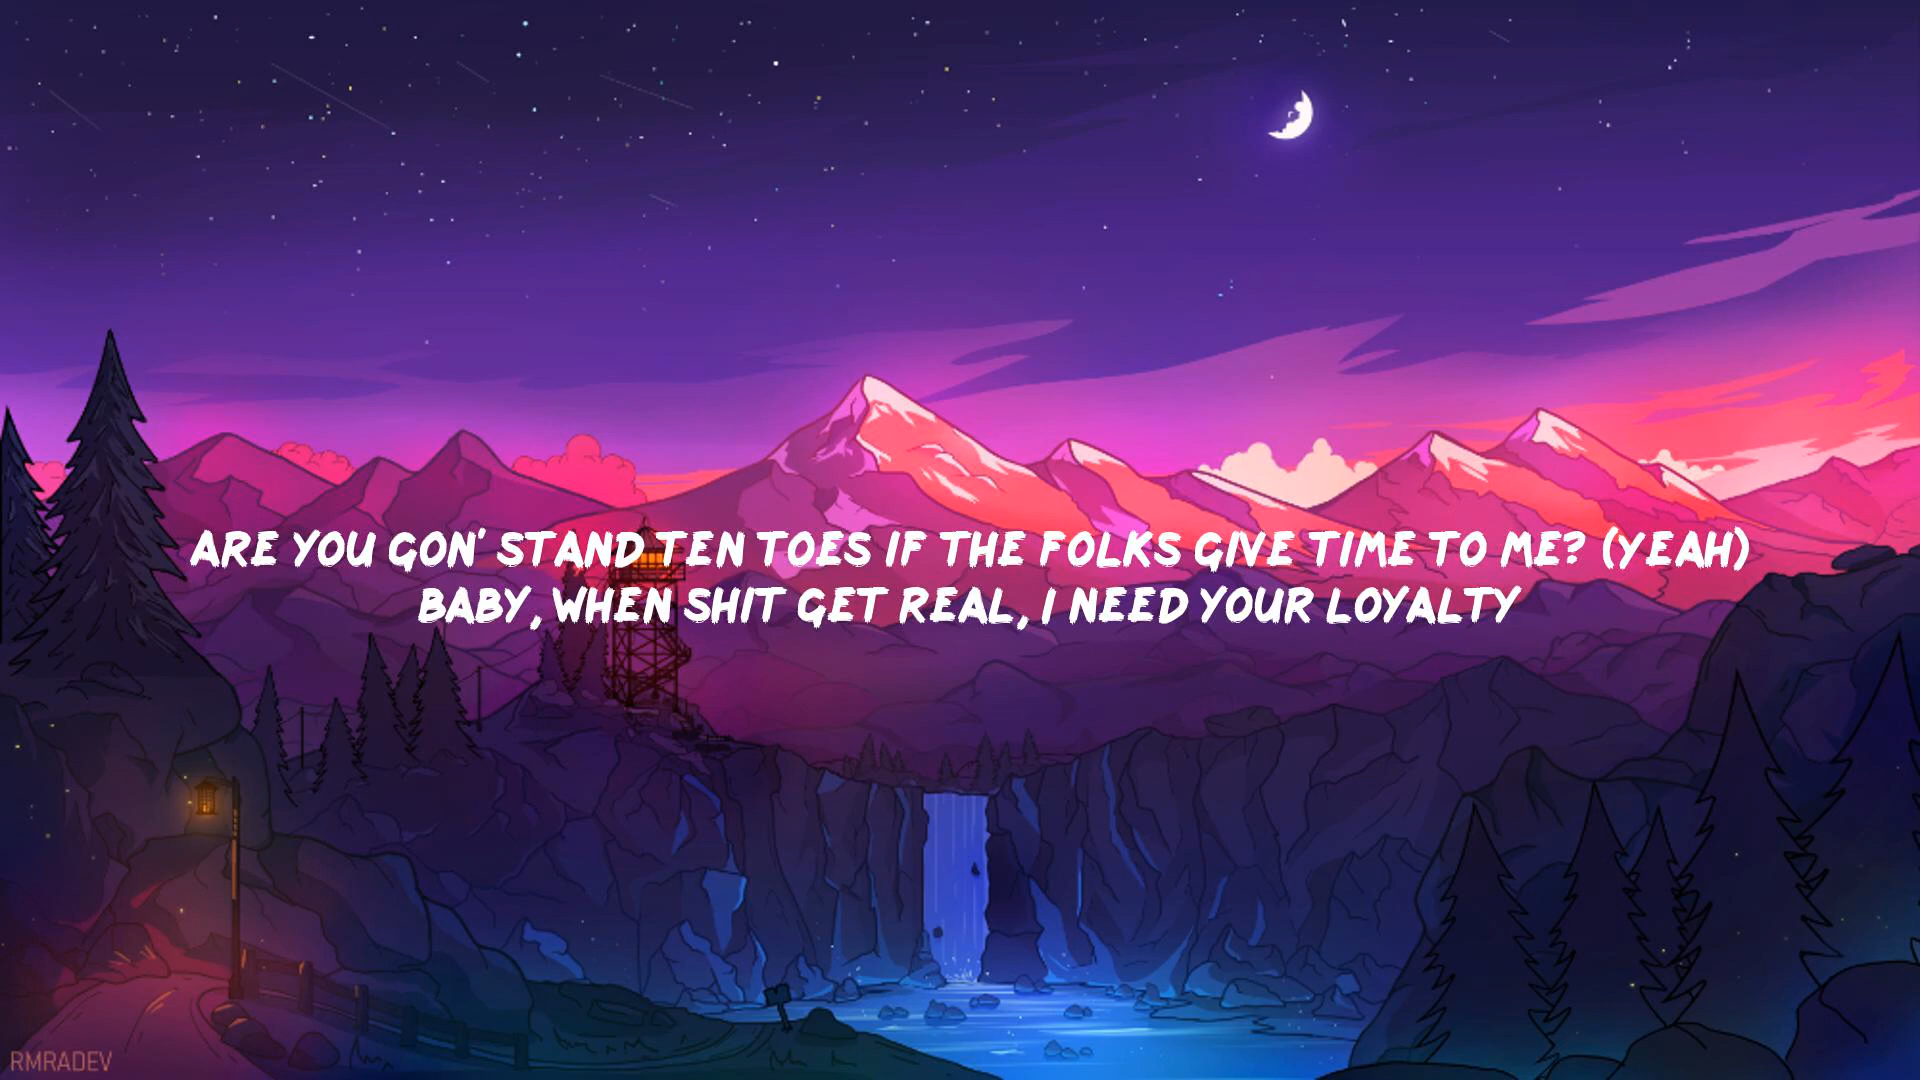 ARE YOU GON' STAND TEN TOES IF THE FOLKS GIVE TIME TO ME? (YEAH)
BABY, WHEN SHIT GET REAL, I NEED YOUR LOYALTY
RMRADEV